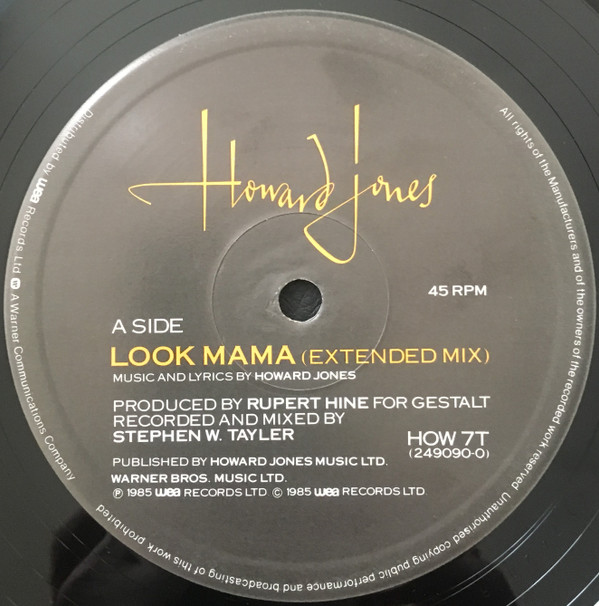 Howard Jones
45 RPM
A SIDE
LOOK MAMA (EXTENDED MIX)
MUSIC AND LYRICS BY HOWARD JONES
PRODUCED BY RUPERT HINE FOR GESTALT
RECORDED AND MIXED BY
STEPHEN W. TAYLER
HOW 7T
(249090-0)
PUBLISHED BY HOWARD JONES MUSIC LTD.
WARNER BROS. MUSIC LTD.
℗ 1985 wea RECORDS LTD © 1985 wea RECORDS LTD
Distributed by wea Records Ltd. A Warner Communications Company
All rights of the Manufacturers and of the owners of the recorded work reserved Unauthorised copying public performance and broadcasting of this work prohibited